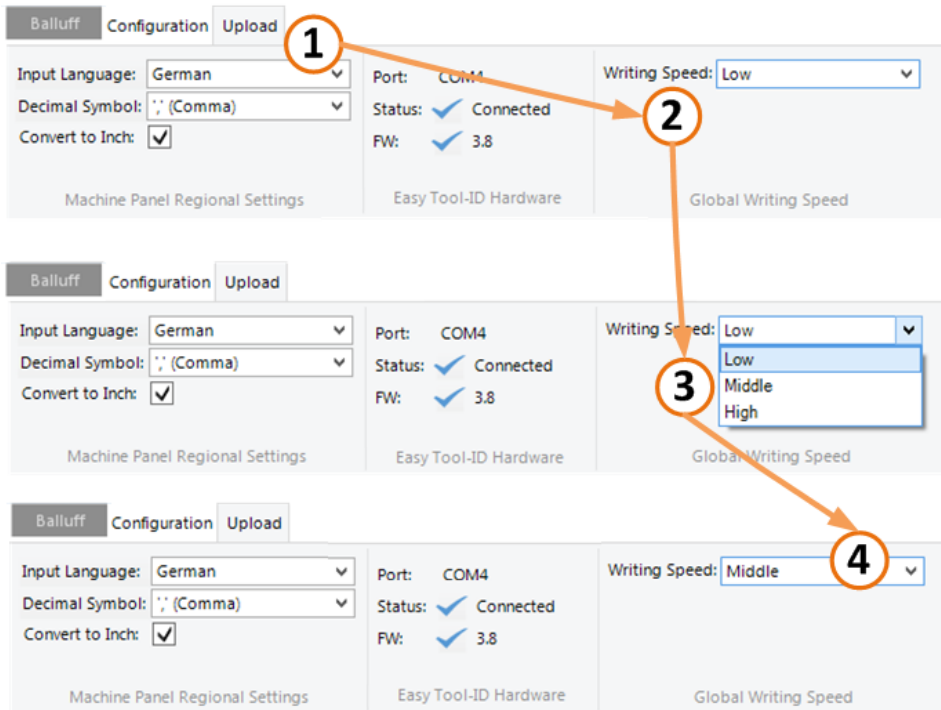 Balluff Configuration Upload
1
Input Language: German
Port: COM4
Writing Speed: Low
Decimal Symbol: ',' (Comma)
Status: Connected
2
Convert to Inch:
FW: 3.8
Machine Panel Regional Settings
Easy Tool-ID Hardware
Global Writing Speed
Balluff Configuration Upload
Input Language: German
Port: COM4
Writing Speed: Low
Decimal Symbol: ',' (Comma)
Status: Connected
Low
Convert to Inch:
FW: 3.8
3
Middle
High
Machine Panel Regional Settings
Easy Tool-ID Hardware
Global Writing Speed
Balluff Configuration Upload
Input Language: German
Port: COM4
Writing Speed: Middle
4
Decimal Symbol: ',' (Comma)
Status: Connected
Convert to Inch:
FW: 3.8
Machine Panel Regional Settings
Easy Tool-ID Hardware
Global Writing Speed